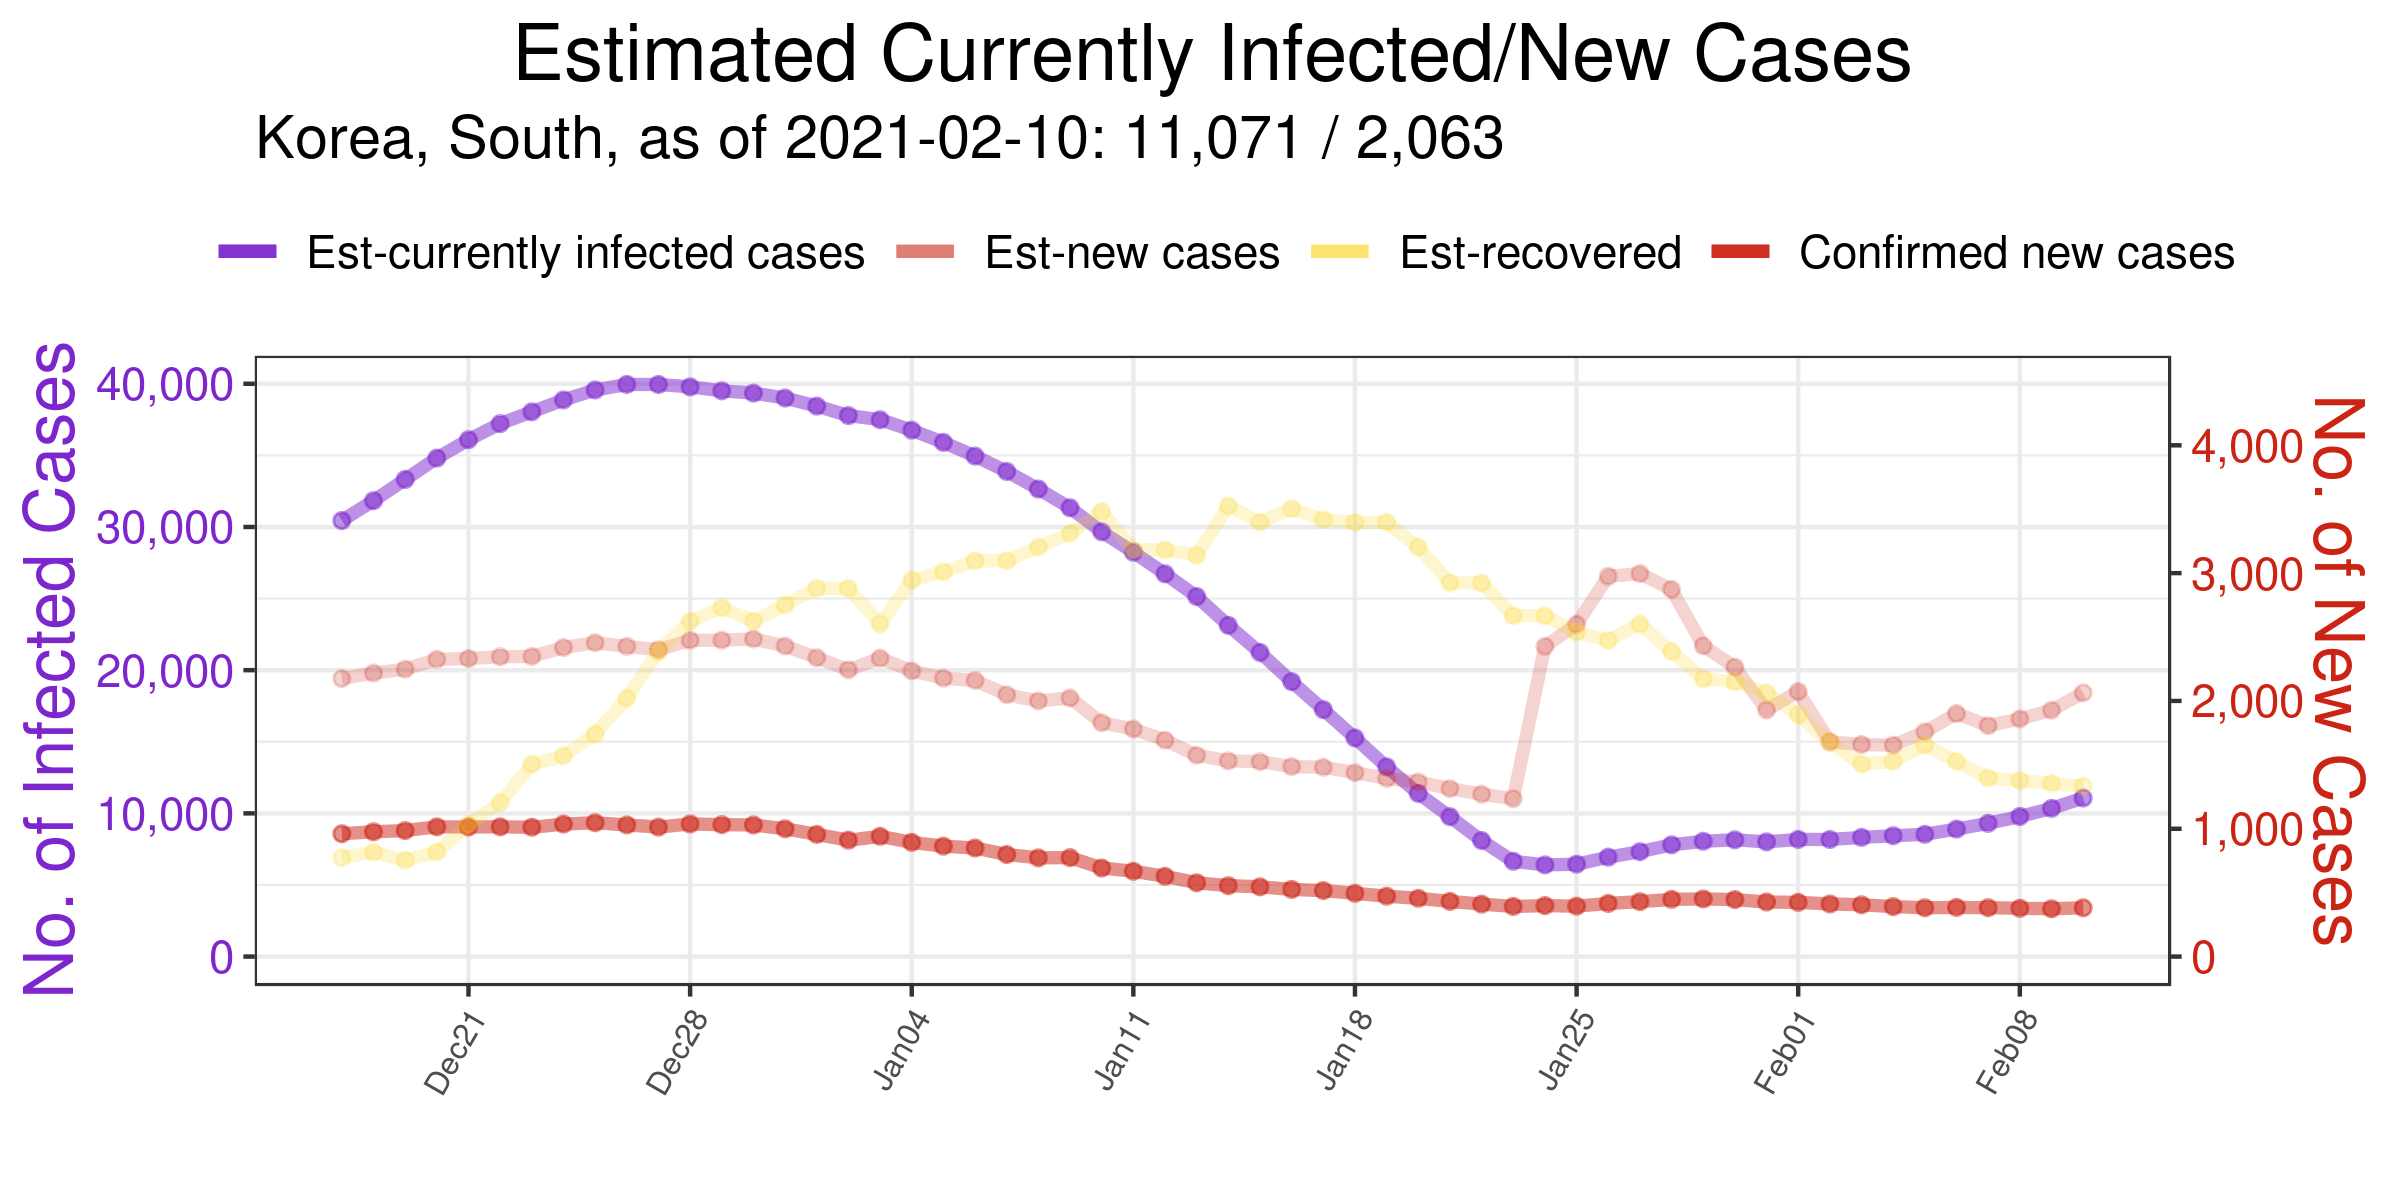 Estimated Currently Infected/New Cases
Korea, South, as of 2021-02-10: 11,071 / 2,063
Est-currently infected cases Est-new cases Est-recovered Confirmed new cases
No. of Infected Cases
40,000
30,000
20,000
10,000
0
4,000
3,000
2,000
1,000
0
No. of New Cases
Dec21 Dec28 Jan04 Jan11 Jan18 Jan25 Feb01 Feb08